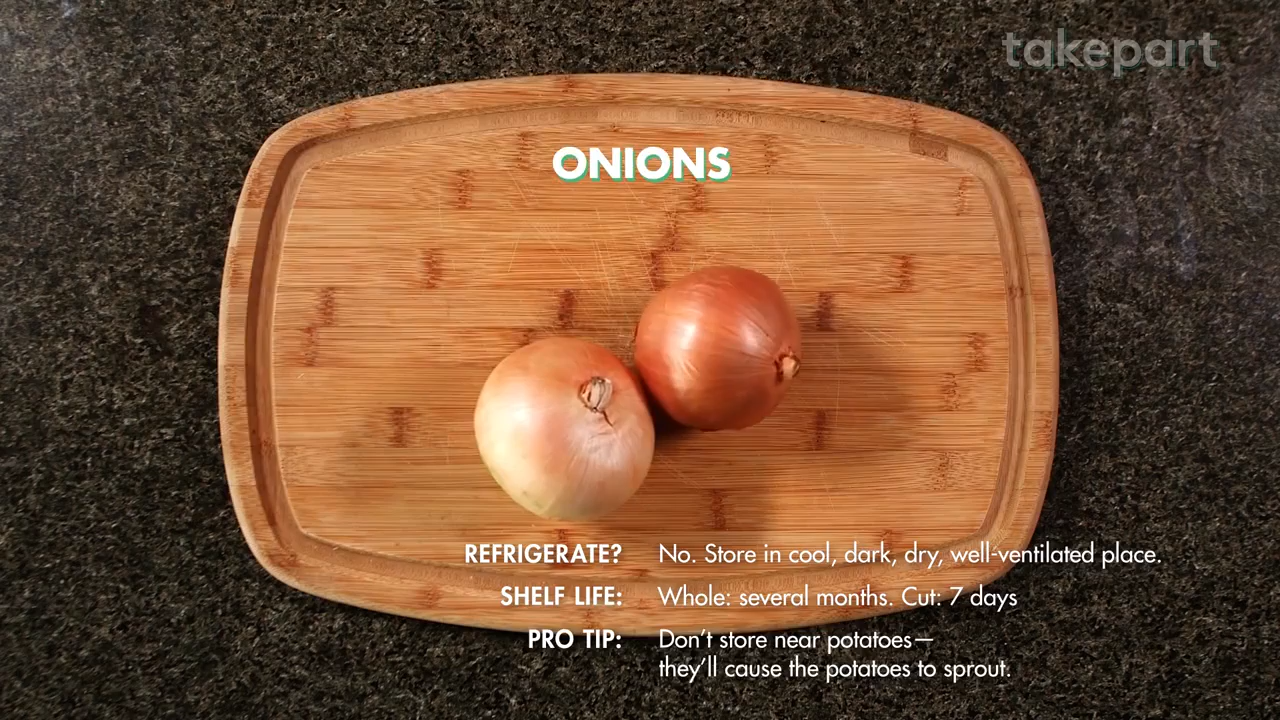 takepart
ONIONS
REFRIGERATE? No. Store in cool, dark, dry, well-ventilated place.
SHELF LIFE: Whole: several months. Cut: 7 days
PRO TIP: Don't store near potatoes—
they'll cause the potatoes to sprout.